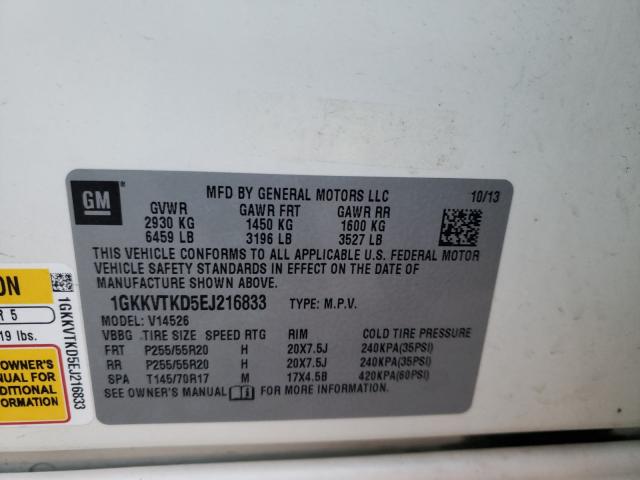 GM
MFD BY GENERAL MOTORS LLC
10/13
GVWR GAWR FRT GAWR RR
2930 KG 1450 KG 1600 KG
6459 LB 3196 LB 3527 LB
THIS VEHICLE CONFORMS TO ALL APPLICABLE U.S. FEDERAL MOTOR
VEHICLE SAFETY STANDARDS IN EFFECT ON THE DATE OF
MANUFACTURE SHOWN ABOVE.
1GKKVTKD5EJ216833 TYPE: M.P.V.
MODEL: V14526
VBBG TIRE SIZE SPEED RTG RIM COLD TIRE PRESSURE
FRT P255/55R20 H 20X7.5J 240KPA(35PSI)
RR P255/55R20 H 20X7.5J 240KPA(35PSI)
SPA T145/70R17 M 17X4.5B 420KPA(60PSI)
SEE OWNER'S MANUAL FOR MORE INFORMATION.
ON
R 5
19 lbs.
OWNER'S
NUAL FOR
DITIONAL
FORMATION
1GKKVTKD5EJ216833